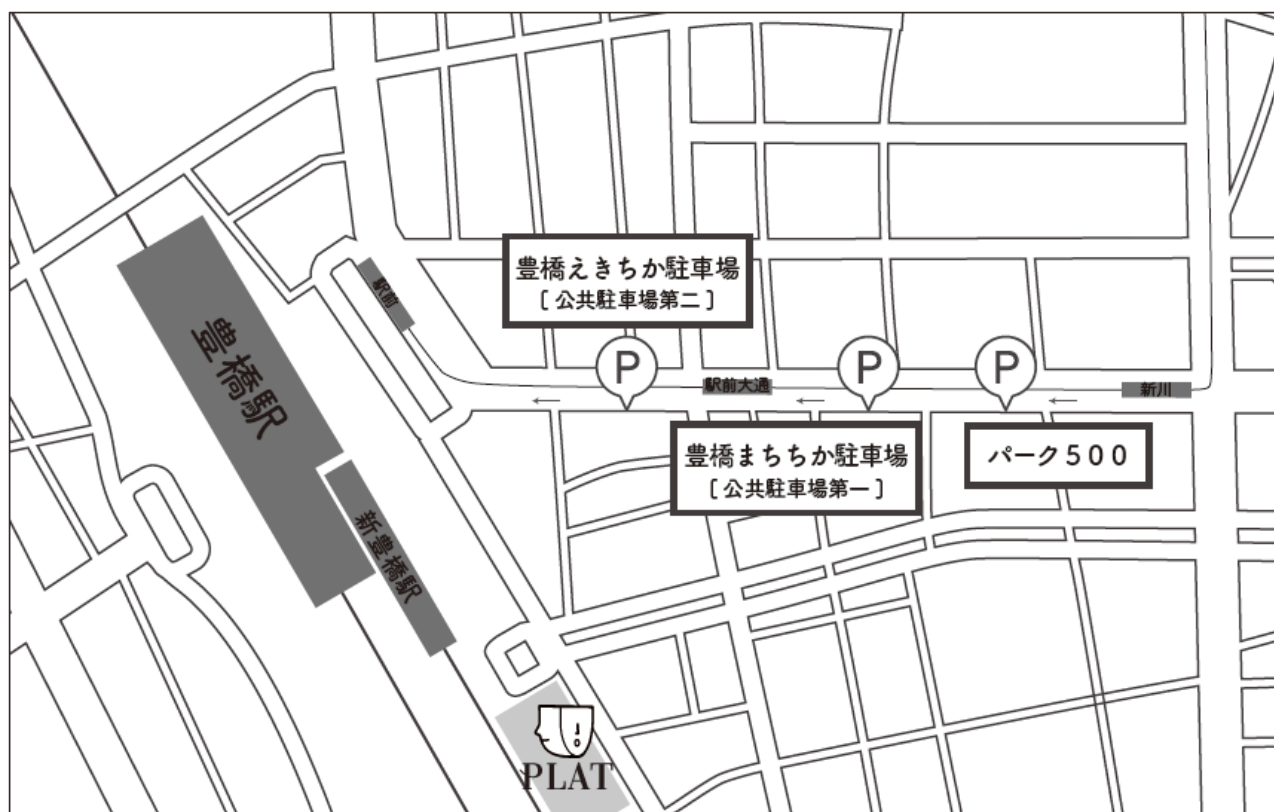 豊橋えきちか駐車場
[ 公共駐車場第二 ]
駅前
豊橋駅
P
P
P
駅前大通
新川
豊橋まちちか駐車場
[ 公共駐車場第一 ]
パーク500
新豊橋駅
PLAT